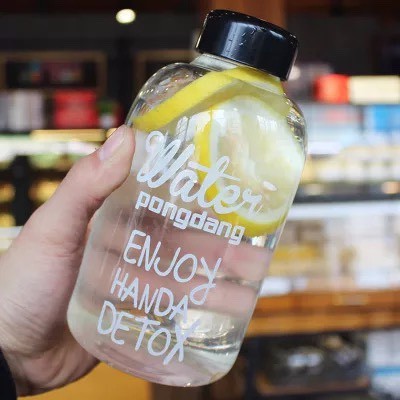 Water
pongdang
ENJOY
HANDA
DETOX